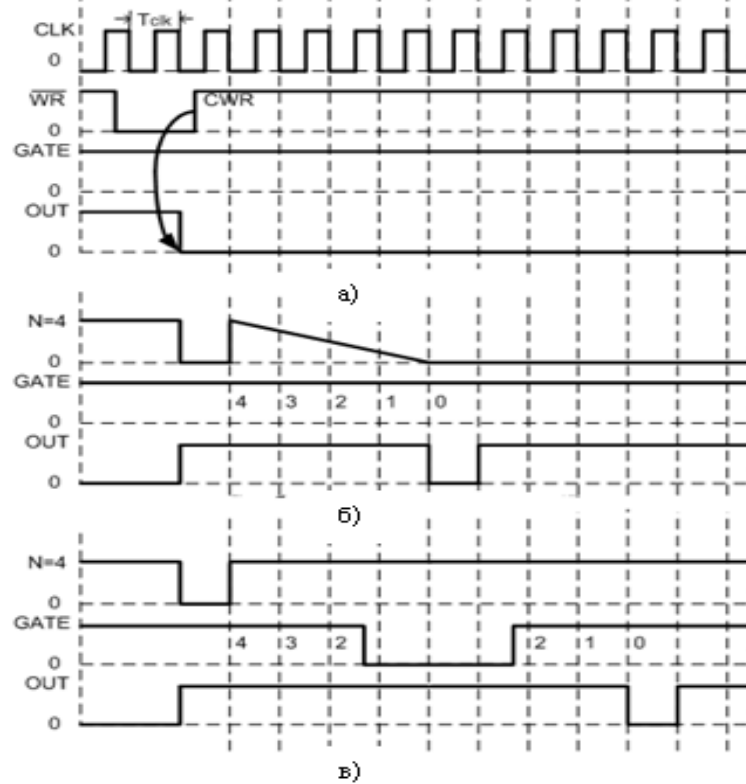 Tclk
CLK
0
WR CWR
0
GATE
0
OUT
0
а)
N=4
0
GATE
4 3 2 1 0
0
OUT
0
б)
N=4
0
GATE
4 3 2 2 1 0
0
OUT
0
в)